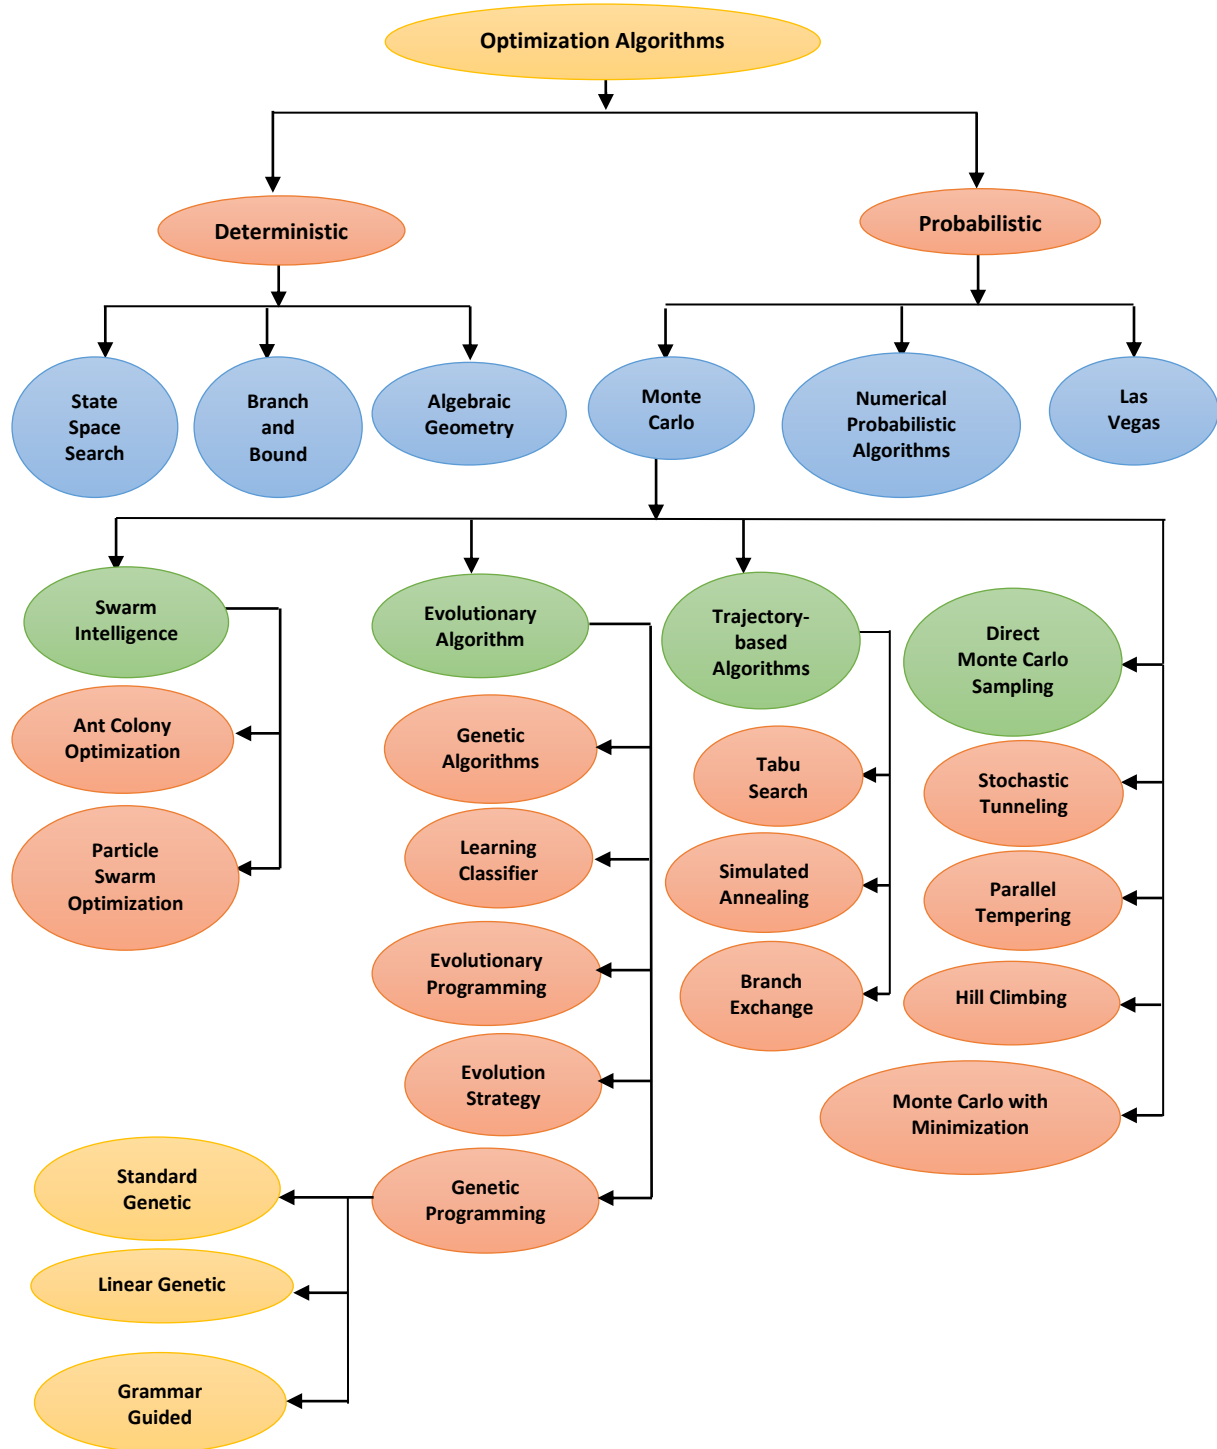 Optimization Algorithms
Deterministic
Probabilistic
State
Space
Search
Branch
and
Bound
Algebraic
Geometry
Monte
Carlo
Numerical
Probabilistic
Algorithms
Las
Vegas
Swarm
Intelligence
Evolutionary
Algorithm
Trajectory-
based
Algorithms
Direct
Monte Carlo
Sampling
Ant Colony
Optimization
Particle
Swarm
Optimization
Genetic
Algorithms
Learning
Classifier
Evolutionary
Programming
Evolution
Strategy
Genetic
Programming
Tabu
Search
Simulated
Annealing
Branch
Exchange
Stochastic
Tunneling
Parallel
Tempering
Hill Climbing
Monte Carlo with
Minimization
Standard
Genetic
Linear Genetic
Grammar
Guided